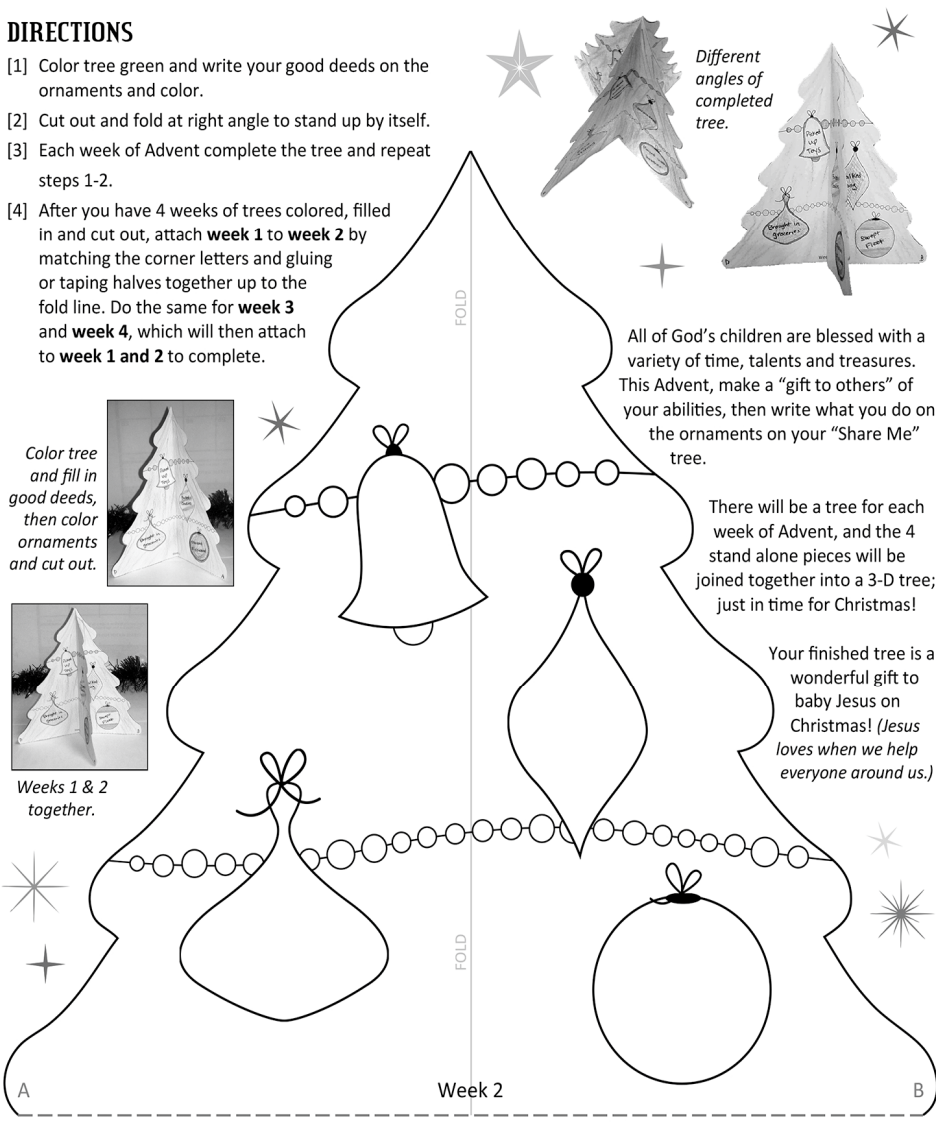 DIRECTIONS
[1] Color tree green and write your good deeds on the
ornaments and color.
[2] Cut out and fold at right angle to stand up by itself.
[3] Each week of Advent complete the tree and repeat
steps 1-2.
[4] After you have 4 weeks of trees colored, filled
in and cut out, attach week 1 to week 2 by
matching the corner letters and gluing
or taping halves together up to the
fold line. Do the same for week 3
and week 4, which will then attach
to week 1 and 2 to complete.
Different
angles of
completed
tree.
Picked
up
Toys
Brought in
groceries
Swept
Floor
FOLD
All of God’s children are blessed with a
variety of time, talents and treasures.
This Advent, make a “gift to others” of
your abilities, then write what you do on
the ornaments on your “Share Me”
tree.
Color tree
and fill in
good deeds,
then color
ornaments
and cut out.
There will be a tree for each
week of Advent, and the 4
stand alone pieces will be
joined together into a 3-D tree;
just in time for Christmas!
Your finished tree is a
wonderful gift to
baby Jesus on
Christmas! (Jesus
loves when we help
everyone around us.)
Weeks 1 & 2
together.
FOLD
A
Week 2
B